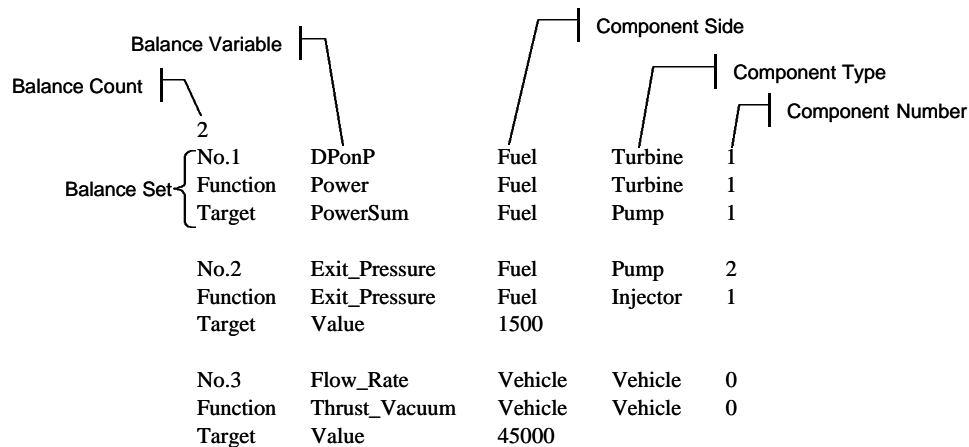 Component Side
Balance Variable
Component Type
Balance Count
Component Number
2
No.1 DPonP Fuel Turbine 1
Balance Set Function Power Fuel Turbine 1
Target PowerSum Fuel Pump 1
No.2 Exit_Pressure Fuel Pump 2
Function Exit_Pressure Fuel Injector 1
Target Value 1500
No.3 Flow_Rate Vehicle Vehicle 0
Function Thrust_Vacuum Vehicle Vehicle 0
Target Value 45000